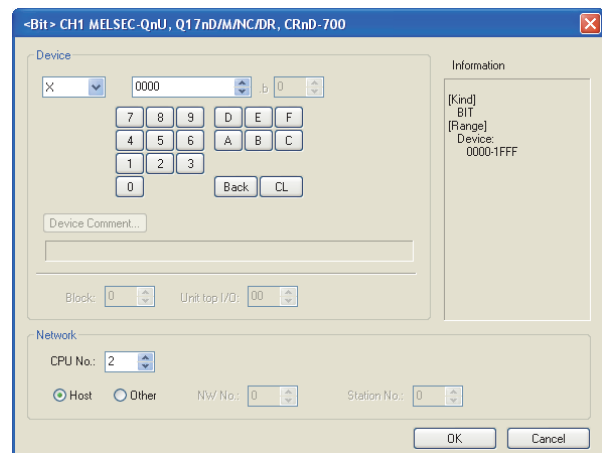 <Bit> CH1 MELSEC-QnU, Q17nD/M/NC/DR, CRnD-700
Device
X 0000 .b 0
7 8 9 D E F
4 5 6 A B C
1 2 3
0 Back CL
Device Comment...
Block: 0 Unit top I/O: 00
Information
[Kind]
BIT
[Range]
Device:
0000-1FFF
Network
CPU No.: 2
Host Other NW No.: 0 Station No.: 0
OK Cancel